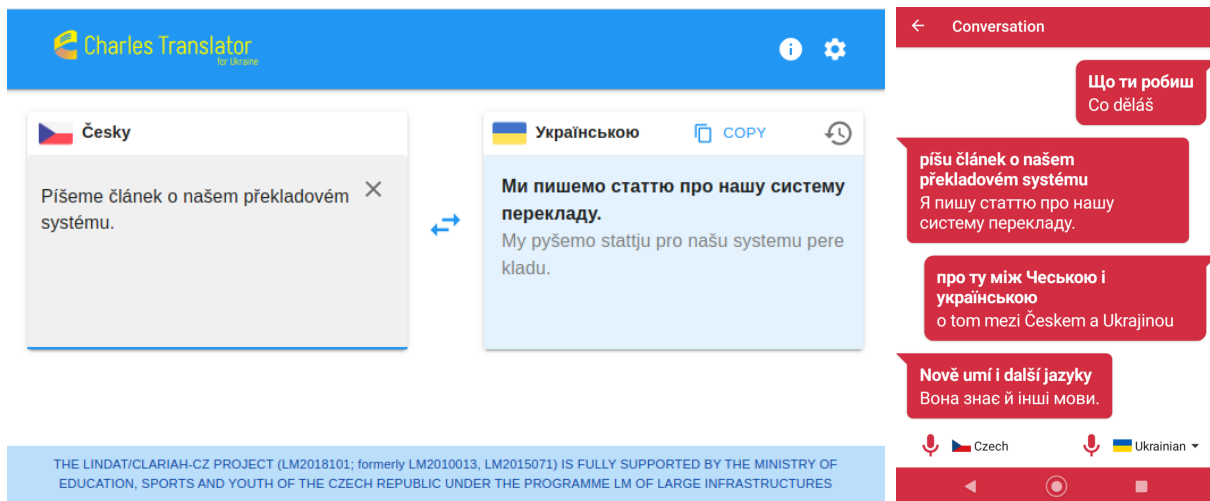 Charles Translator
for Ukraine
Česky
Píšeme článek o našem překladovém
systému.
Українською
COPY
Ми пишемо статтю про нашу систему
перекладу.
My pyšemo stattju pro našu systemu pere
kladu.
THE LINDAT/CLARIAH-CZ PROJECT (LM2018101; formerly LM2010013, LM2015071) IS FULLY SUPPORTED BY THE MINISTRY OF
EDUCATION, SPORTS AND YOUTH OF THE CZECH REPUBLIC UNDER THE PROGRAMME LM OF LARGE INFRASTRUCTURES
Conversation
Що ти робиш
Co děláš
píšu článek o našem
překladovém systému
Я пишу статтю про нашу
систему перекладу.
про ту між Чеською і
українською
o tom mezi Českem a Ukrajinou
Nově umí i další jazyky
Вона знає й інші мови.
Czech
Ukrainian